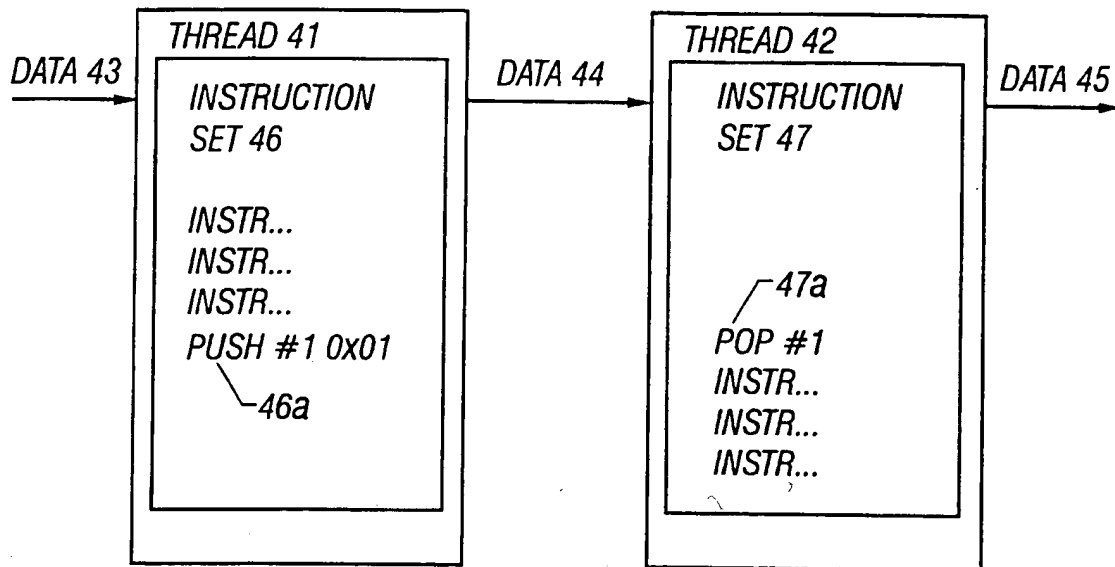 DATA 43
THREAD 41
INSTRUCTION
SET 46
INSTR...
INSTR...
INSTR...
PUSH #1 0x01
46a
DATA 44
THREAD 42
INSTRUCTION
SET 47
47a
POP #1
INSTR...
INSTR...
INSTR...
DATA 45